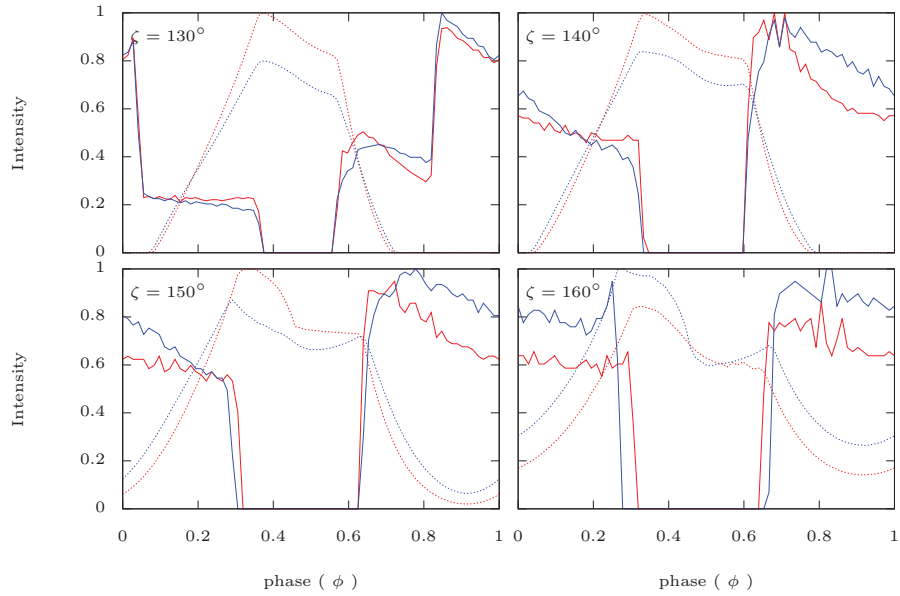 1
0.8
0.6
0.4
0.2
0
Intensity
ζ = 130°
ζ = 140°
1
0.8
0.6
0.4
0.2
0
Intensity
ζ = 150°
ζ = 160°
0 0.2 0.4 0.6 0.8 1
0 0.2 0.4 0.6 0.8 1
phase ( ϕ )
phase ( ϕ )